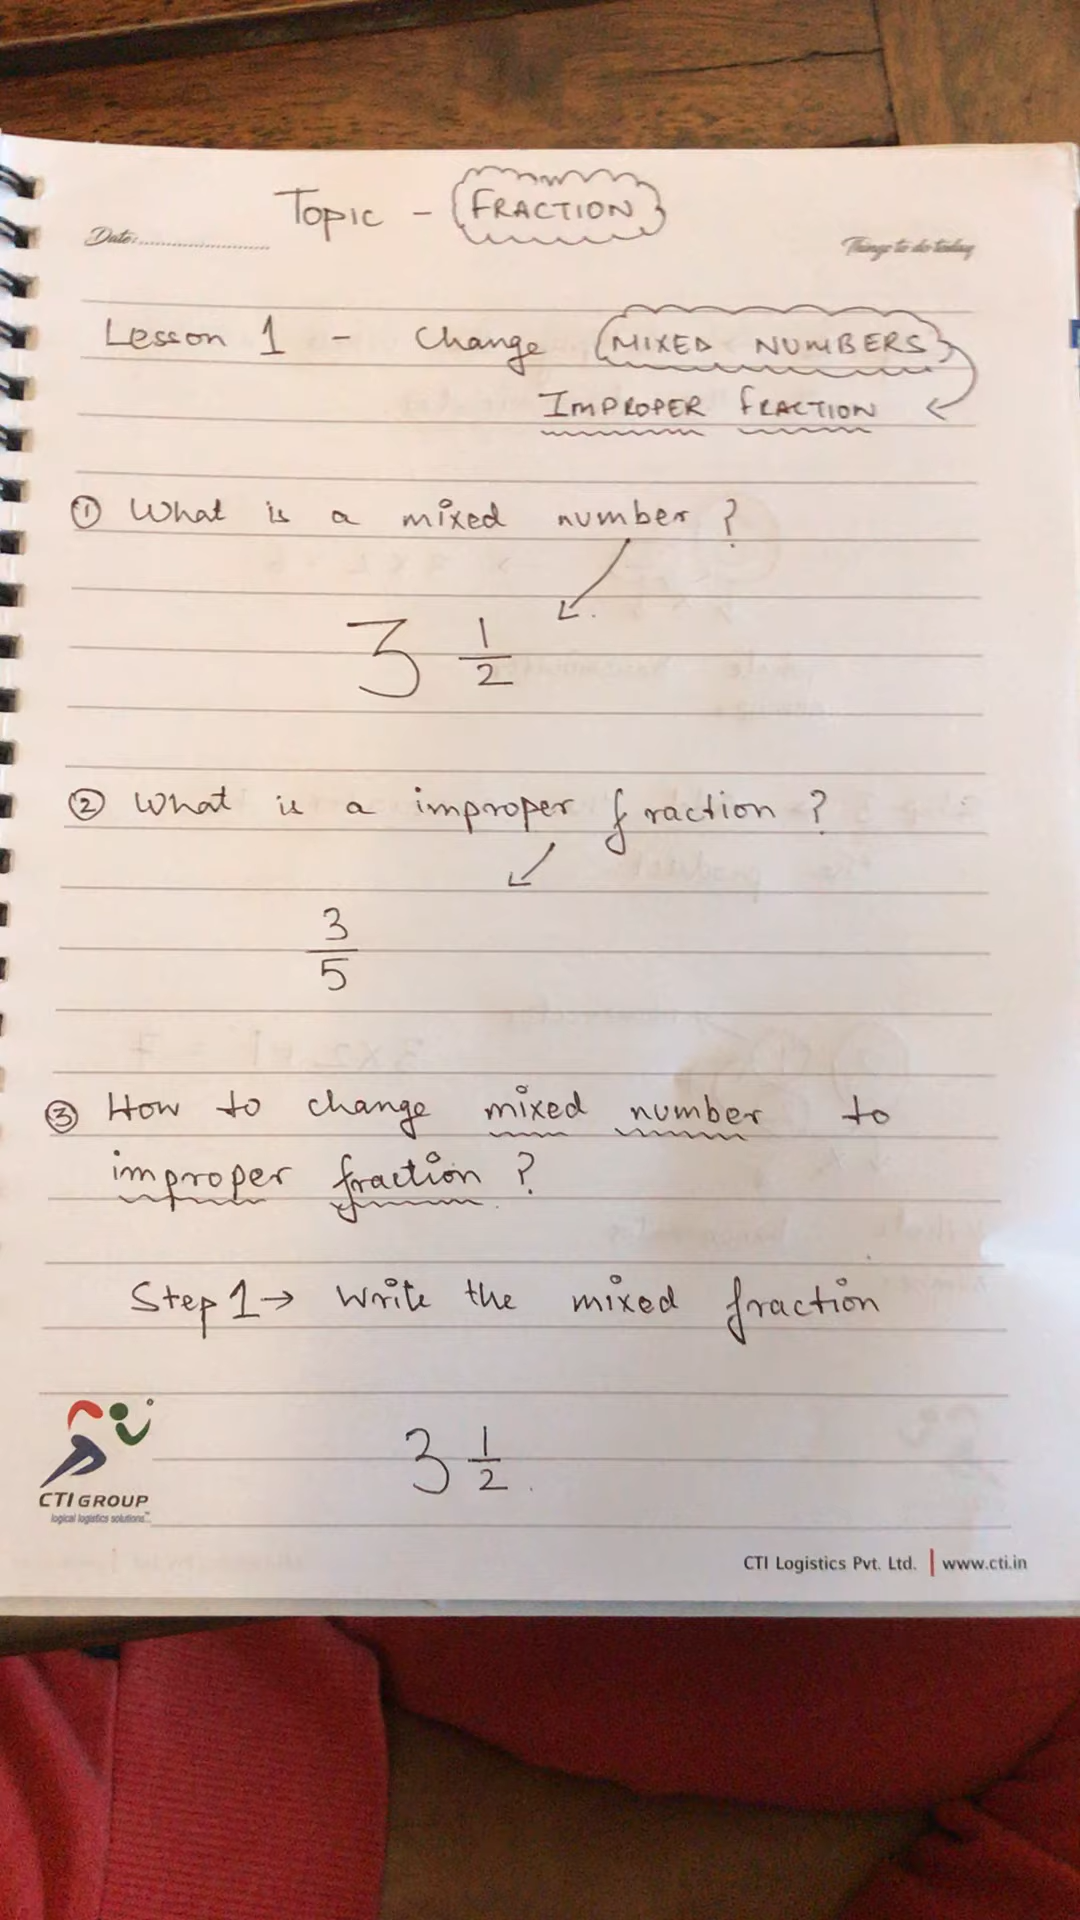 Topic - FRACTION
Date:........................
Things to do today
Lesson 1 - Change MIXED NUMBERS
IMPROPER FRACTION
① What is a mixed number ?
3 1/2
② What is a improper fraction ?
3/5
③ How to change mixed number to
improper fraction ?
Step 1 → Write the mixed fraction
3 1/2
CTI GROUP
logical logistics solutions™
CTI Logistics Pvt. Ltd. | www.cti.in